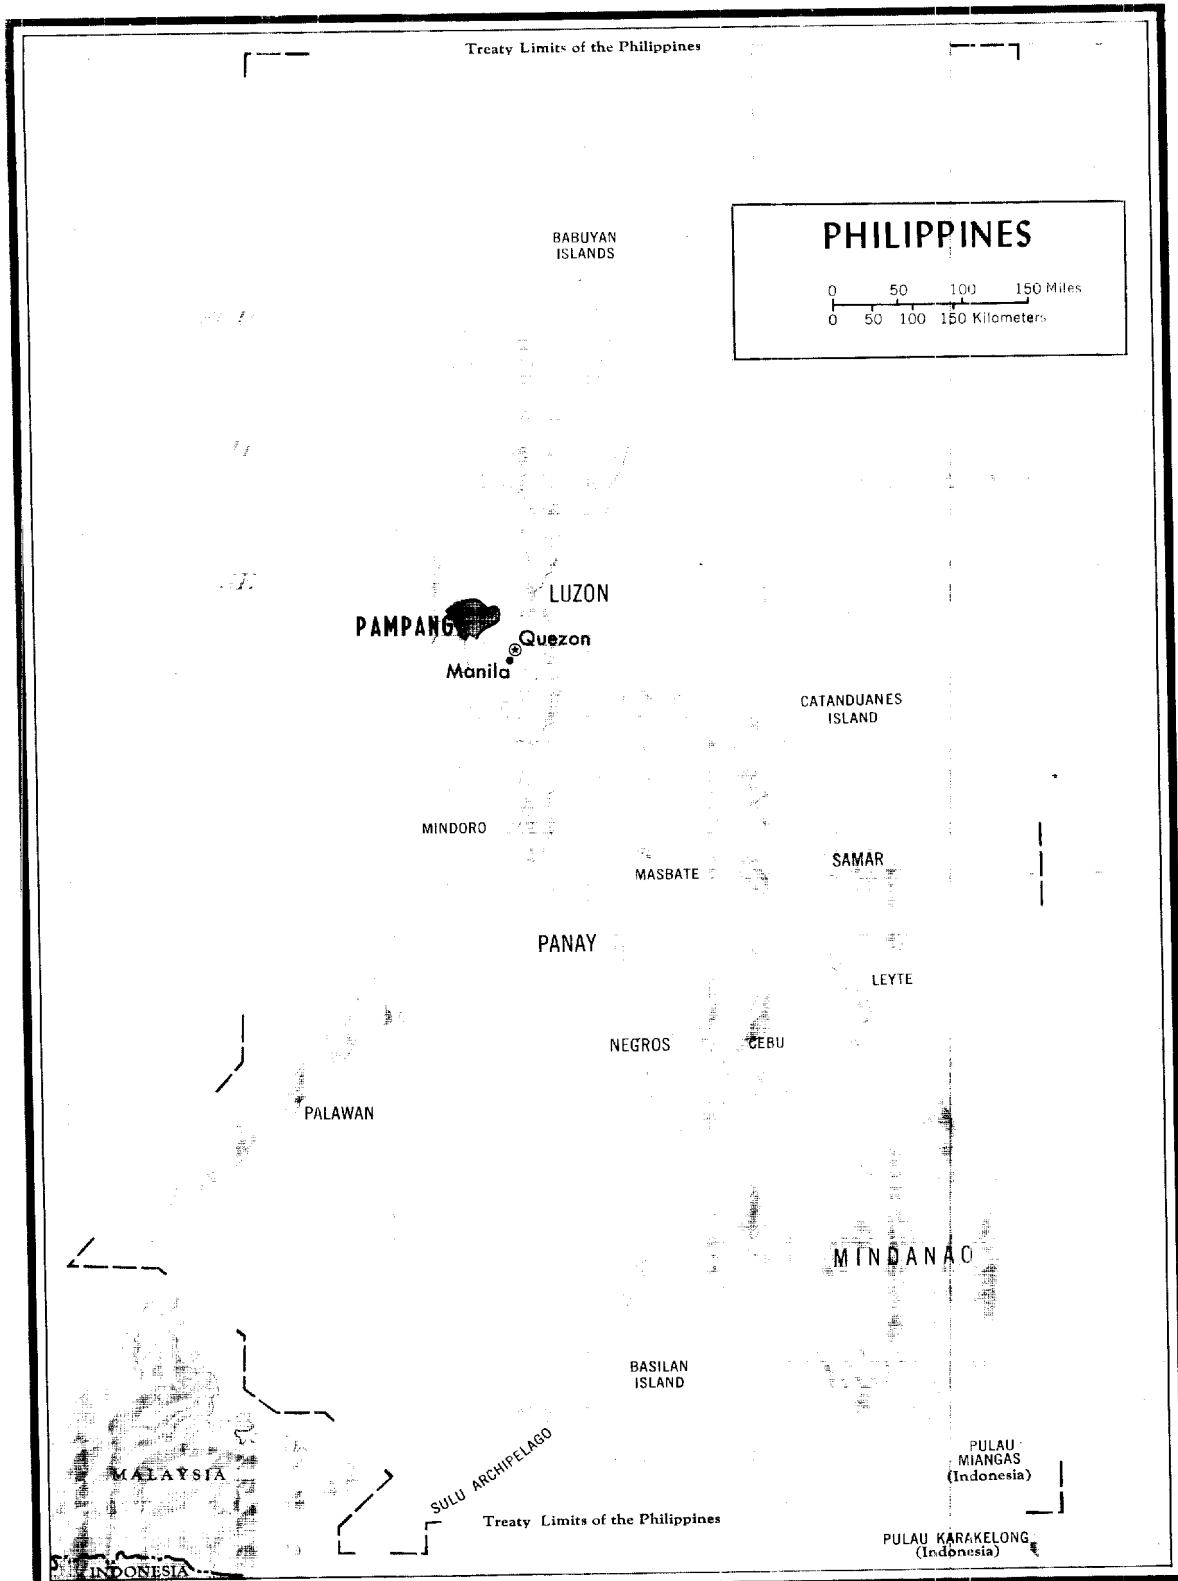 Treaty Limits of the Philippines
PHILIPPINES
0 50 100 150 Miles
0 50 100 150 Kilometers
BABUYAN
ISLANDS
LUZON
PAMPANG
Quezon
Manila
CATANDUANES
ISLAND
MINDORO
SAMAR
MASBATE
PANAY
LEYTE
NEGROS
CEBU
PALAWAN
MINDANAO
BASILAN
ISLAND
SULU ARCHIPELAGO
PULAU
MIANGAS
(Indonesia)
MALAYSIA
Treaty Limits of the Philippines
PULAU KARAKELONG
(Indonesia)
INDONESIA